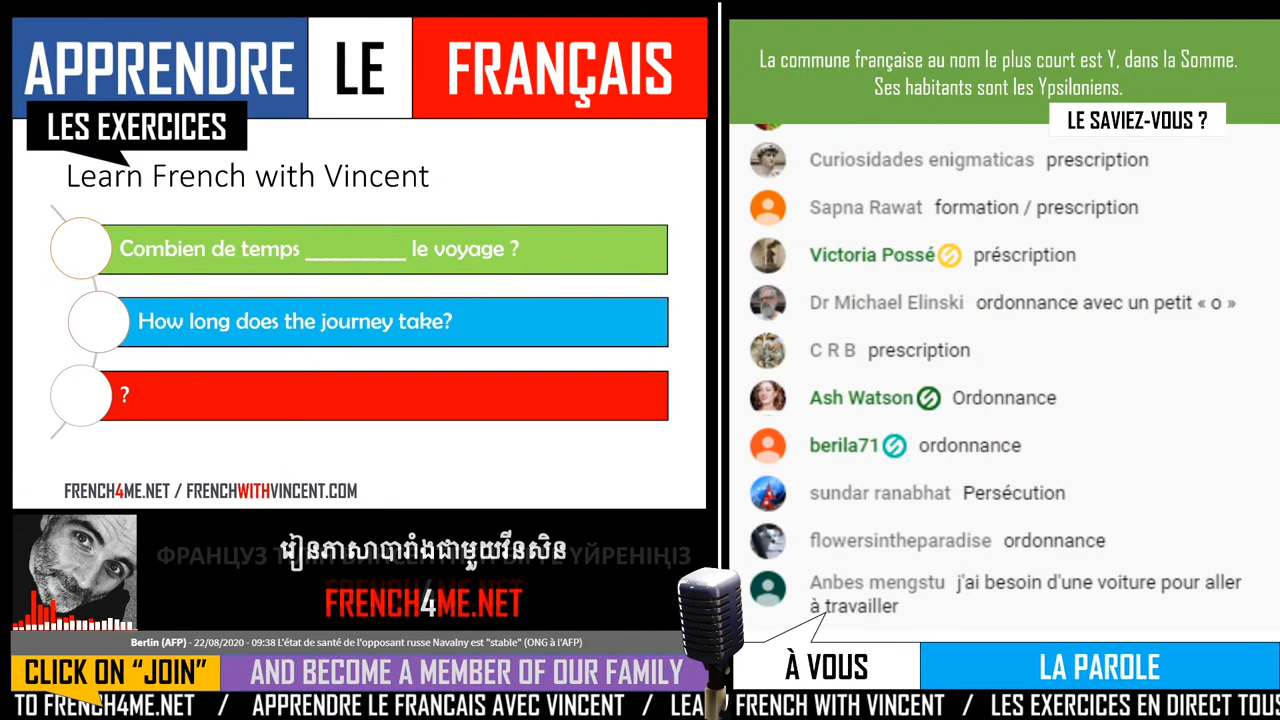 APPRENDRE LE FRANÇAIS
LES EXERCICES
Learn French with Vincent
Combien de temps __________ le voyage ?
How long does the journey take?
?
FRENCH4ME.NET / FRENCHWITHVINCENT.COM
រៀនភាសាបារាំងជាមួយវីនសិន
FRENCH4ME.NET
Berlin (AFP) - 22/08/2020 - 09:38 L'état de santé de l'opposant russe Navalny est "stable" (ONG à l'AFP)
CLICK ON “JOIN” AND BECOME A MEMBER OF OUR FAMILY
La commune française au nom le plus court est Y, dans la Somme.
Ses habitants sont les Ypsiloniens.
LE SAVIEZ-VOUS ?
Curiosidades enigmaticas prescription
Sapna Rawat formation / prescription
Victoria Possé préscription
Dr Michael Elinski ordonnance avec un petit « o »
C R B prescription
Ash Watson Ordonnance
berila71 ordonnance
sundar ranabhat Persécution
flowersintheparadise ordonnance
Anbes mengstu j'ai besoin d'une voiture pour aller
à travailler
À VOUS LA PAROLE
TO FRENCH4ME.NET / APPRENDRE LE FRANCAIS AVEC VINCENT / LEA FRENCH WITH VINCENT / LES EXERCICES EN DIRECT TOUS